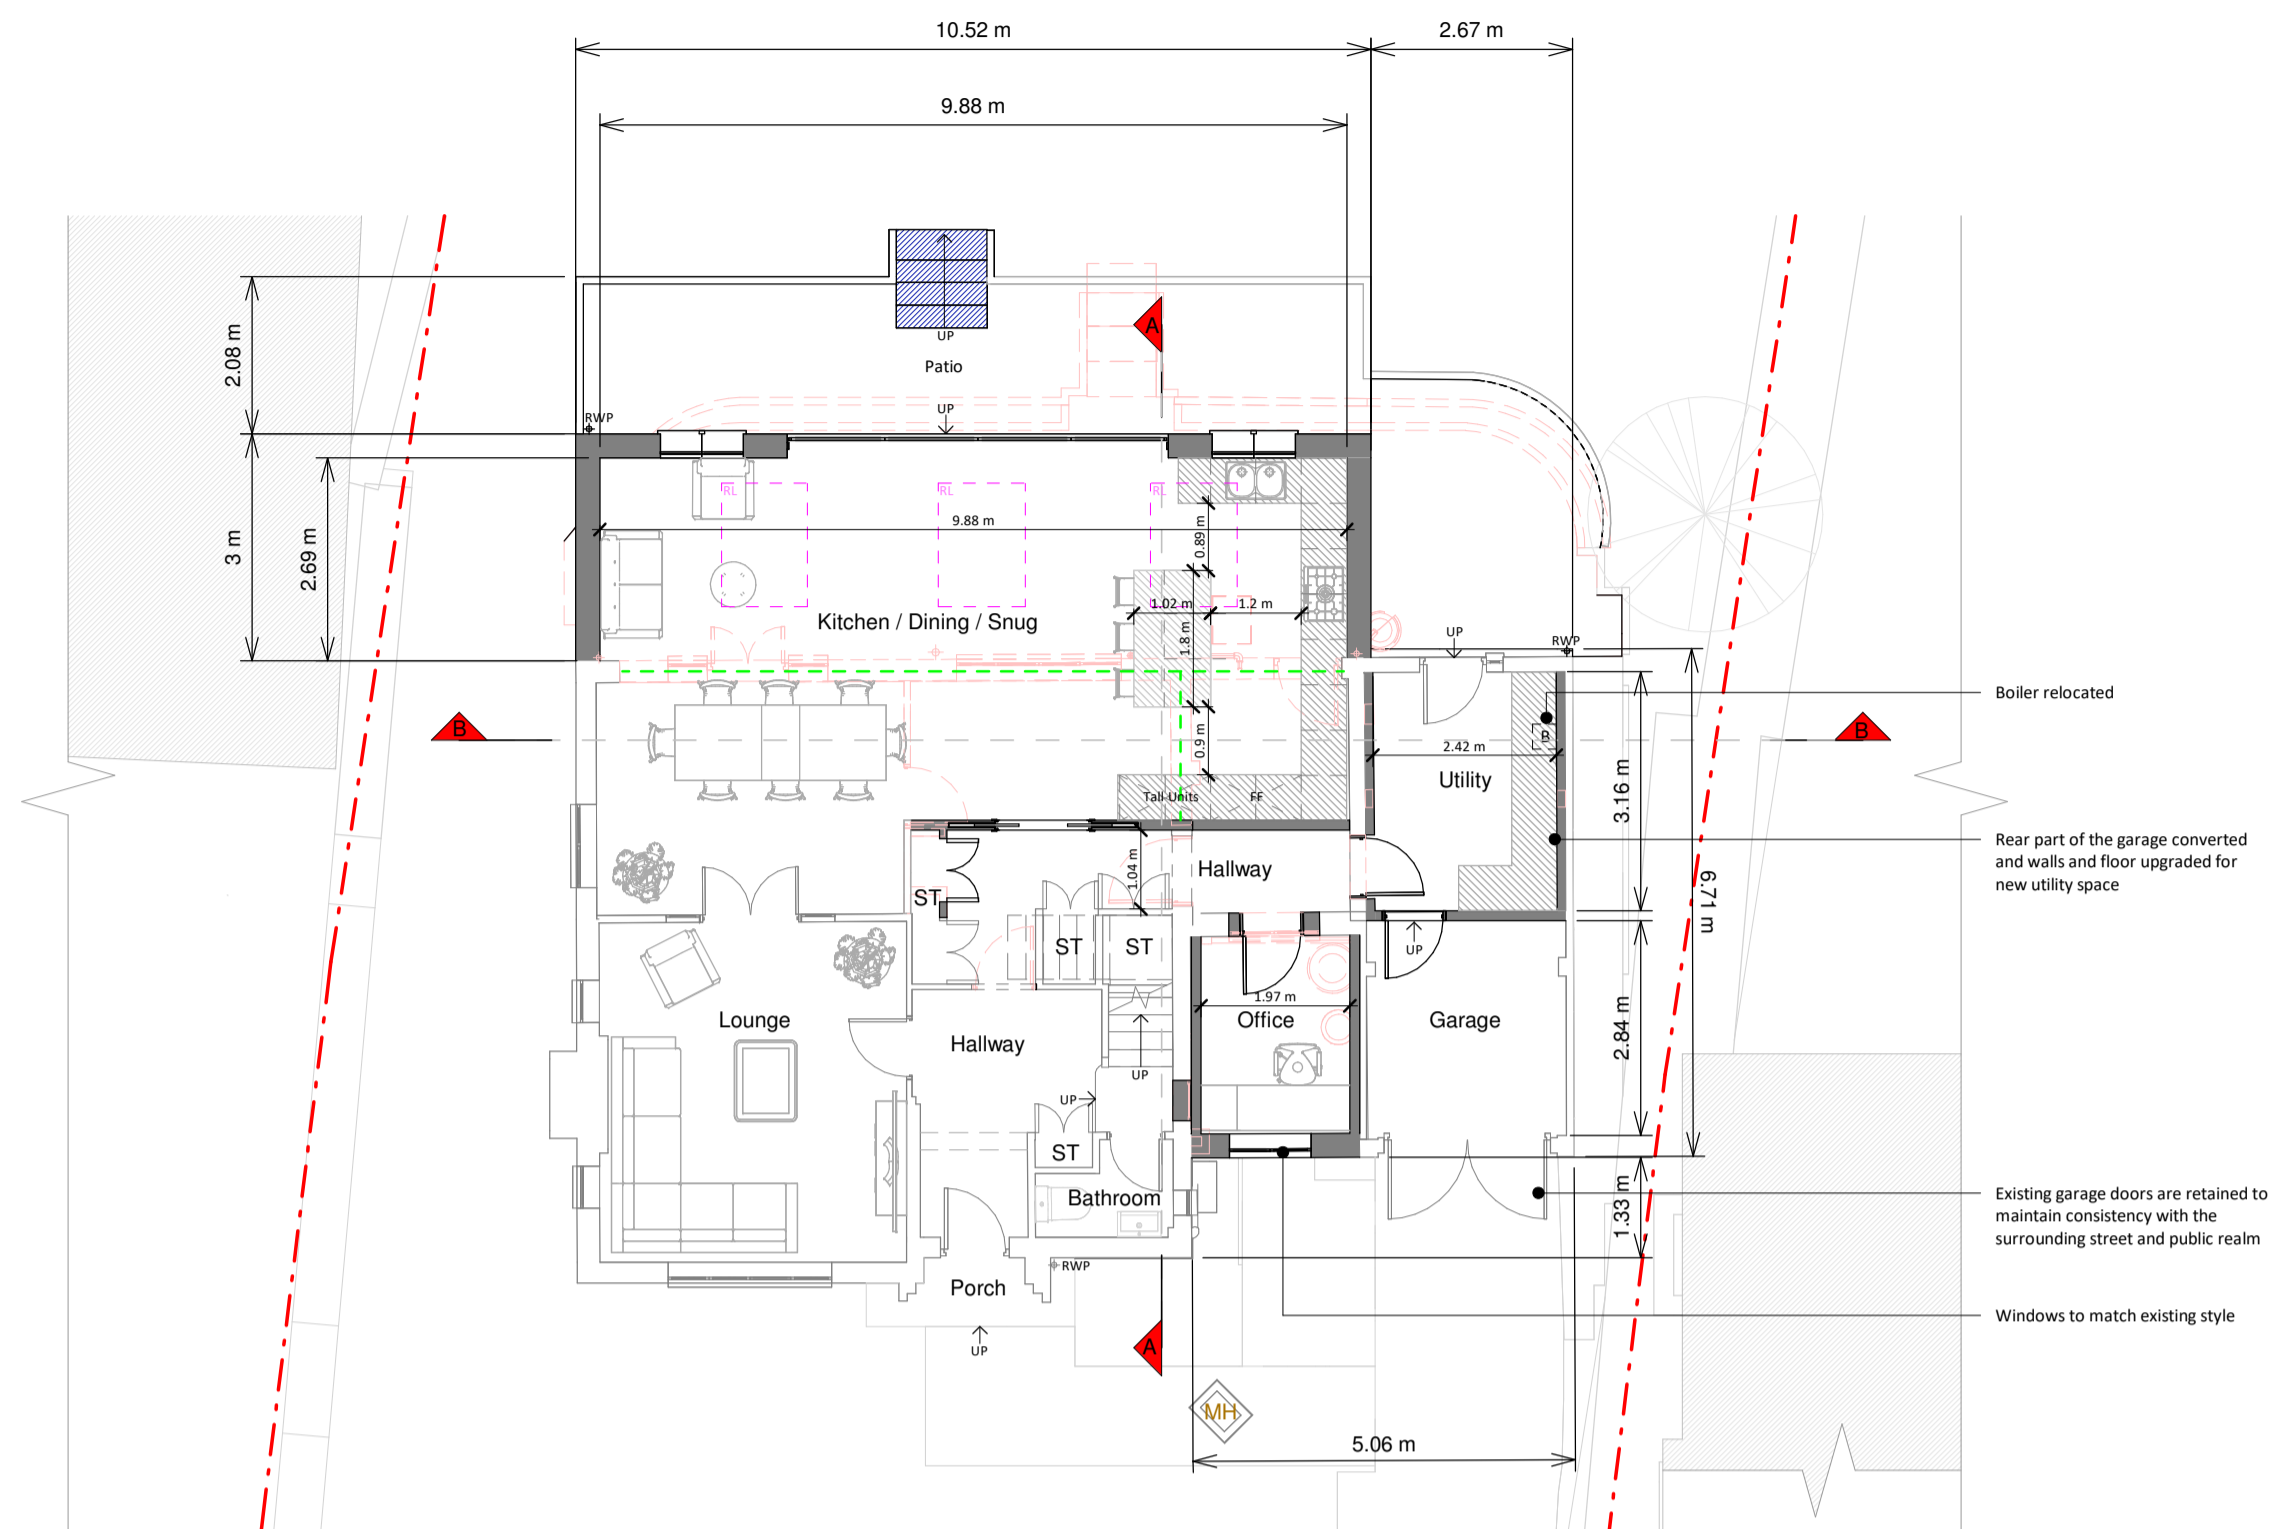 10.52 m
2.67 m
9.88 m
2.08 m
3 m
2.69 m
UP
Patio
A
UP
RWP
RL
RL
RL
9.88 m
0.89 m
1.02 m
1.2 m
1.8 m
Kitchen / Dining / Snug
UP
RWP
B
B
0.9 m
Tall Units
FF
2.42 m
B
Utility
3.16 m
6.71 m
Boiler relocated
Rear part of the garage converted
and walls and floor upgraded for
new utility space
1.04 m
Hallway
ST
ST
ST
UP
1.97 m
Office
Garage
2.84 m
Lounge
Hallway
UP
UP
ST
Bathroom
1.33 m
Existing garage doors are retained to
maintain consistency with the
surrounding street and public realm
RWP
Porch
UP
A
Windows to match existing style
MH
5.06 m